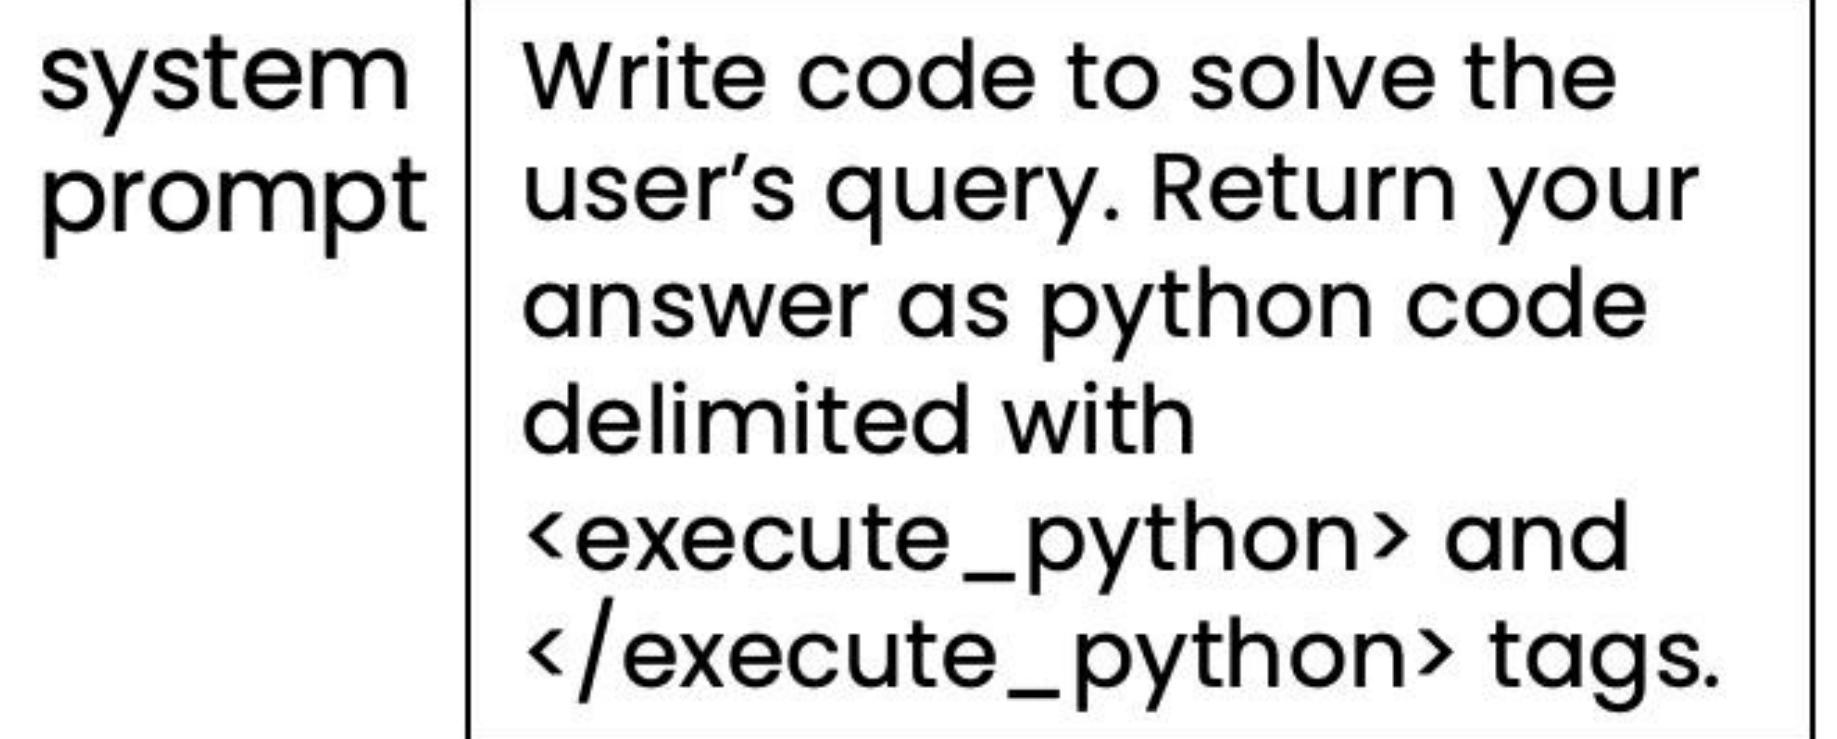 system
prompt
Write code to solve the
user’s query. Return your
answer as python code
delimited with
<execute_python> and
</execute_python> tags.